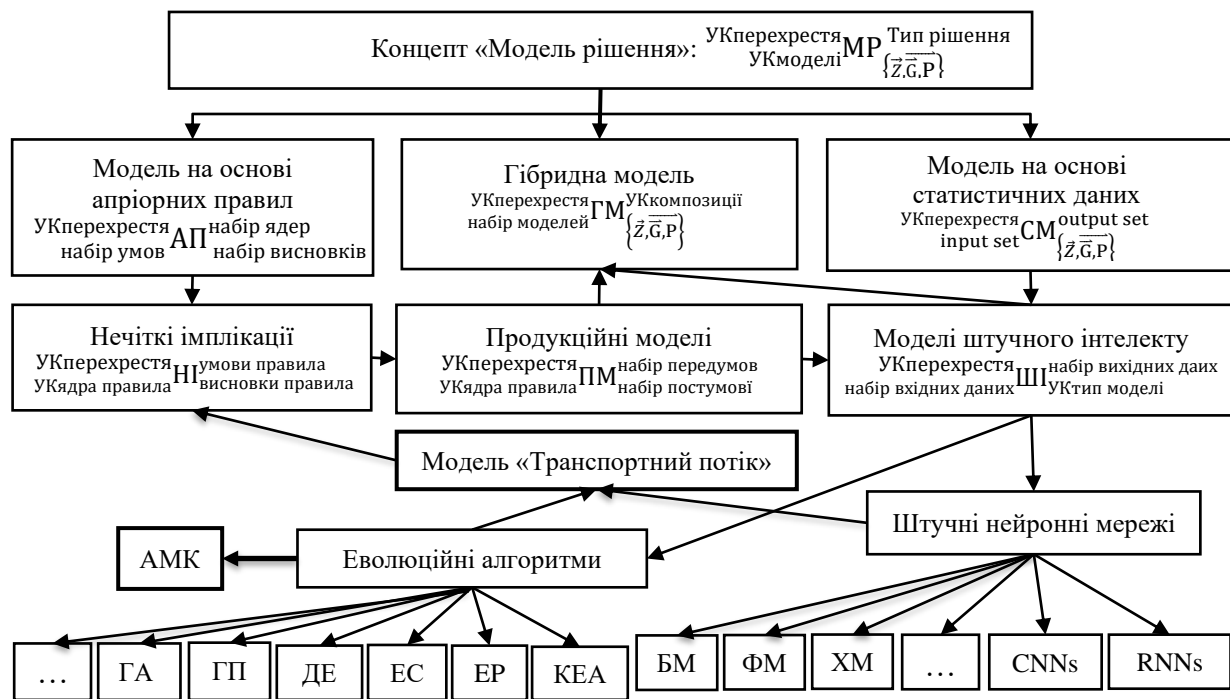 Концепт «Модель рішення»: УКперехрестя УКмоделі МР Тип рішення {Z⃗,G⃗,P}
Модель на основі
апріорних правил
УКперехрестя набір умов АП набір ядер набір висновків
Гібридна модель
УКперехрестя набір моделей ГМ УКкомпозиції {Z⃗,G⃗,P}
Модель на основі
статистичних даних
УКперехрестя input set СМ output set {Z⃗,G⃗,P}
Нечіткі імплікації
УКперехрестя УКядра правила НІ умови правила висновки правила
Продукційні моделі
УКперехрестя УКядра правила ПМ набір передумов набір постумовї
Моделі штучного інтелекту
УКперехрестя набір вхідних даних ШІ набір вихідних даих УКтип моделі
Модель «Транспортний потік»
Штучні нейронні мережі
АМК
Еволюційні алгоритми
…
ГА
ГП
ДЕ
ЕС
ЕР
КЕА
БМ
ФМ
ХМ
…
CNNs
RNNs